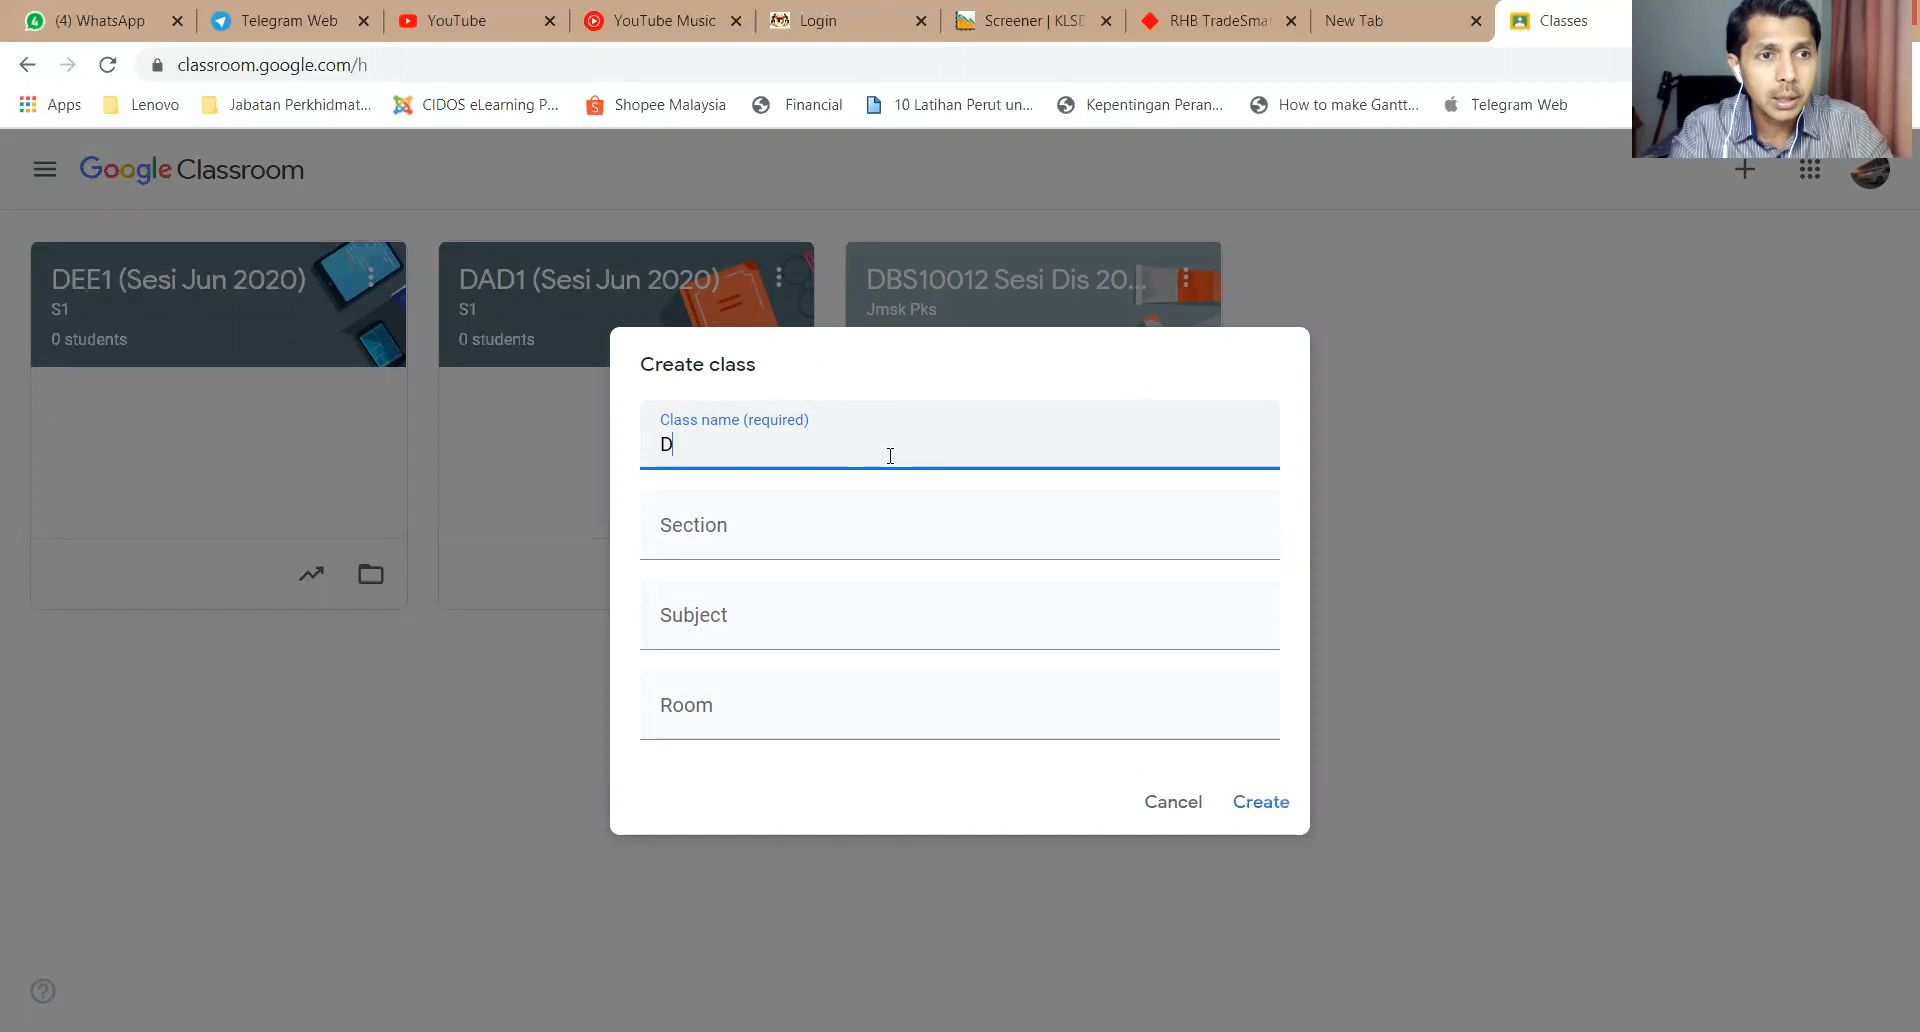 (4) WhatsApp
Telegram Web
YouTube
YouTube Music
Login
Screener | KLSE
RHB TradeSma
New Tab
Classes
classroom.google.com/h
Apps
Lenovo
Jabatan Perkhidmat...
CIDOS eLearning P...
Shopee Malaysia
Financial
10 Latihan Perut un...
Kepentingan Peran...
How to make Gantt...
Telegram Web
Google Classroom
DEE1 (Sesi Jun 2020)
S1
0 students
DAD1 (Sesi Jun 2020)
S1
0 students
DBS10012 Sesi Dis 20...
Jmsk Pks
Create class
Class name (required)
D
Section
Subject
Room
Cancel
Create